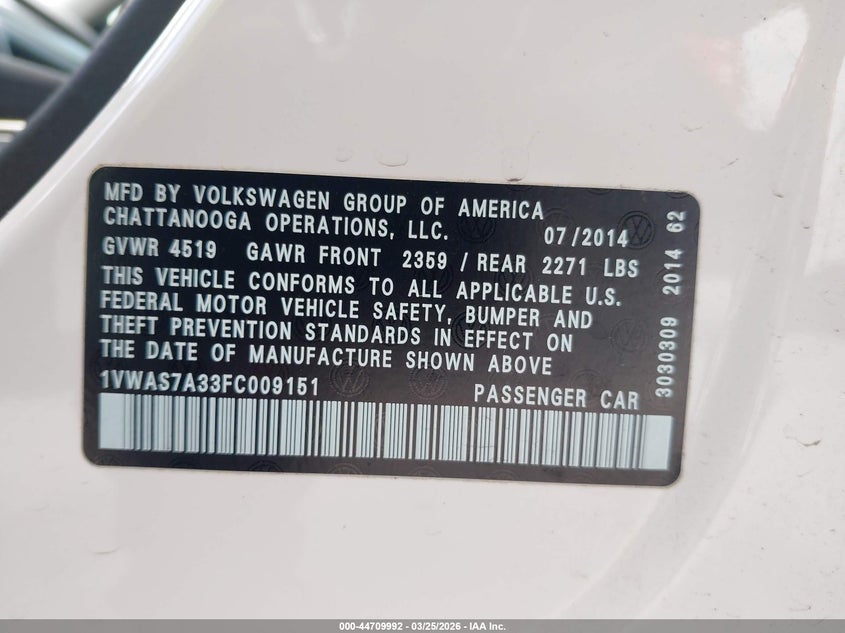 MFD BY VOLKSWAGEN GROUP OF AMERICA
CHATTANOOGA OPERATIONS, LLC. 07/2014
GVWR 4519 GAWR FRONT 2359 / REAR 2271 LBS
THIS VEHICLE CONFORMS TO ALL APPLICABLE U.S.
FEDERAL MOTOR VEHICLE SAFETY, BUMPER AND
THEFT PREVENTION STANDARDS IN EFFECT ON
THE DATE OF MANUFACTURE SHOWN ABOVE
1VWAS7A33FC009151 PASSENGER CAR
3030309 2014 62
000-44709992 - 03/25/2026 - IAA Inc.